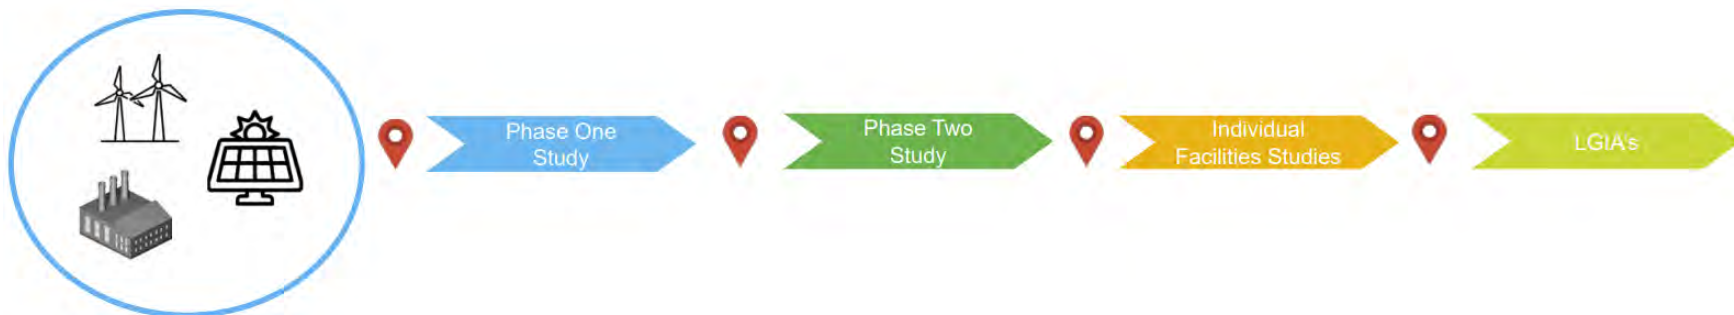 Phase One
Study
Phase Two
Study
Individual
Facilities Studies
LGIA's